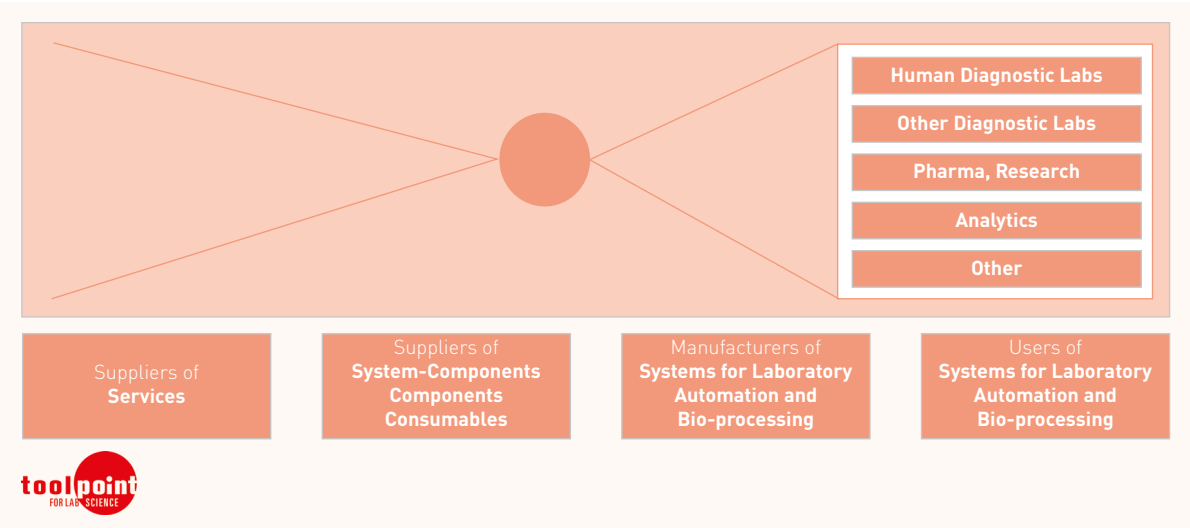 Human Diagnostic Labs
Other Diagnostic Labs
Pharma, Research
Analytics
Other
Suppliers of
Services
Suppliers of
System-Components
Components
Consumables
Manufacturers of
Systems for Laboratory
Automation and
Bio-processing
Users of
Systems for Laboratory
Automation and
Bio-processing
toolpoint
FOR LAB SCIENCE